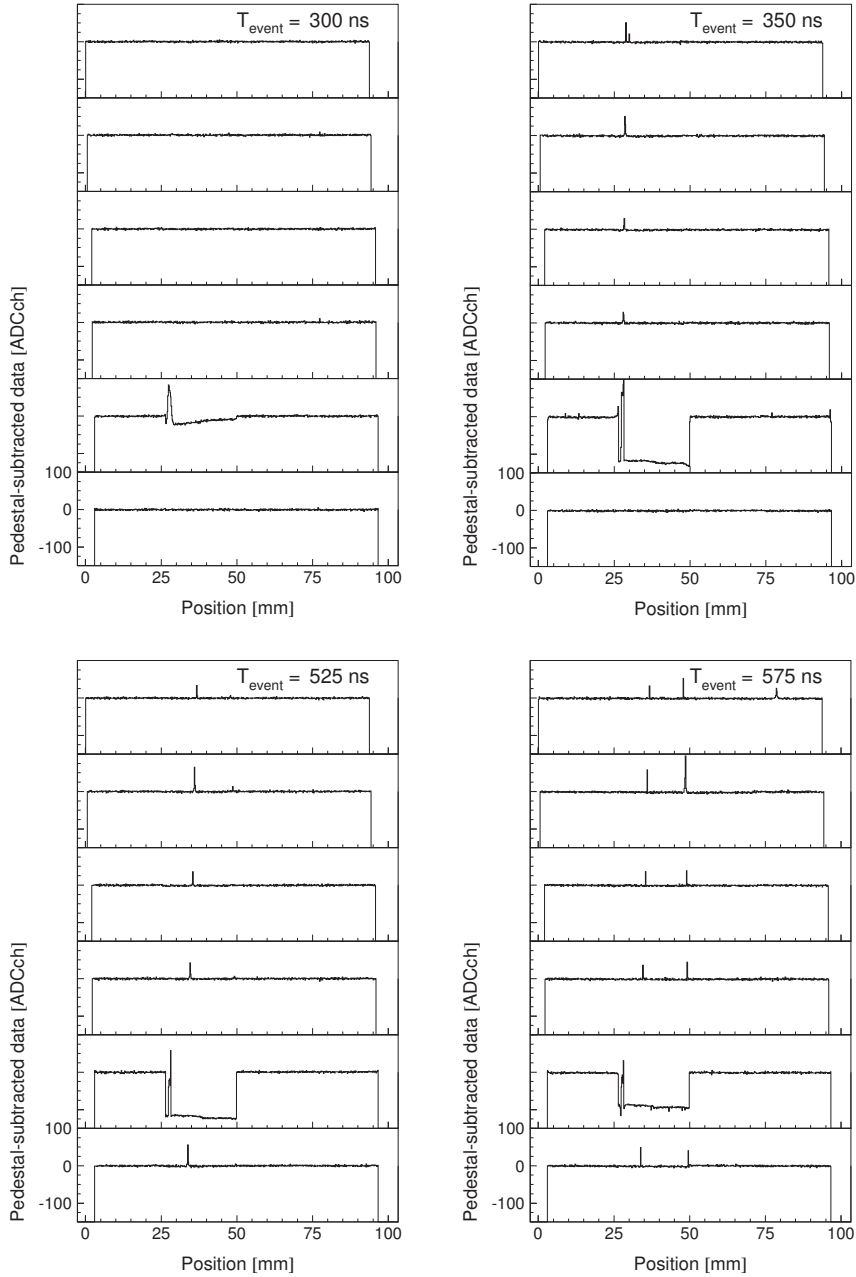 T_event = 300 ns
Pedestal-subtracted data [ADCch]
100
0
-100
0 25 50 75 100
Position [mm]
T_event = 350 ns
Pedestal-subtracted data [ADCch]
100
0
-100
0 25 50 75 100
Position [mm]
T_event = 525 ns
Pedestal-subtracted data [ADCch]
100
0
-100
0 25 50 75 100
Position [mm]
T_event = 575 ns
Pedestal-subtracted data [ADCch]
100
0
-100
0 25 50 75 100
Position [mm]